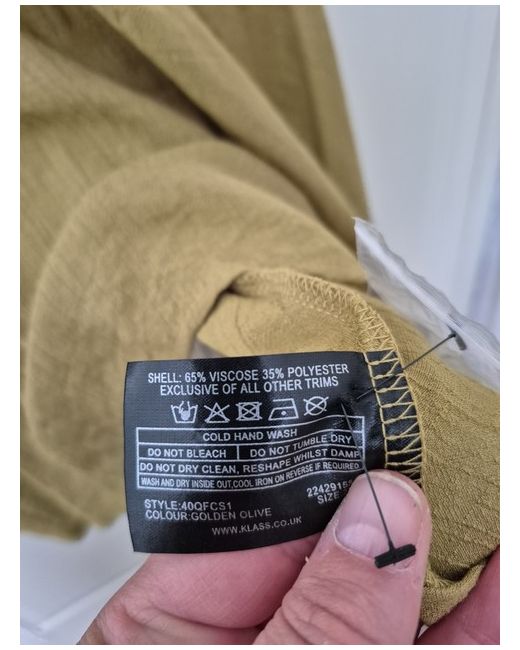 SHELL: 65% VISCOSE 35% POLYESTER
EXCLUSIVE OF ALL OTHER TRIMS
COLD HAND WASH
DO NOT BLEACH DO NOT TUMBLE DRY
DO NOT DRY CLEAN, RESHAPE WHILST DAMP
WASH AND DRY INSIDE OUT,COOL IRON ON REVERSE IF REQUIRED
STYLE:40QFCS1
COLOUR:GOLDEN OLIVE
SIZE
WWW.KLASS.CO.UK